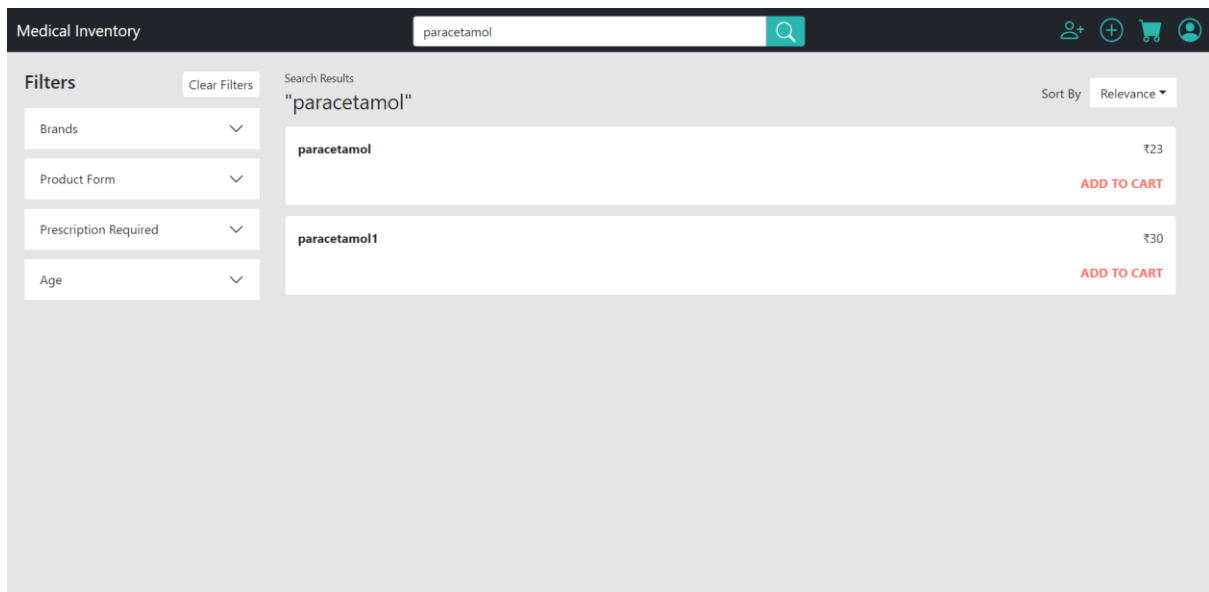 Medical Inventory
paracetamol
Filters
Clear Filters
Brands
Product Form
Prescription Required
Age
Search Results
"paracetamol"
Sort By Relevance
paracetamol ₹23
ADD TO CART
paracetamol1 ₹30
ADD TO CART